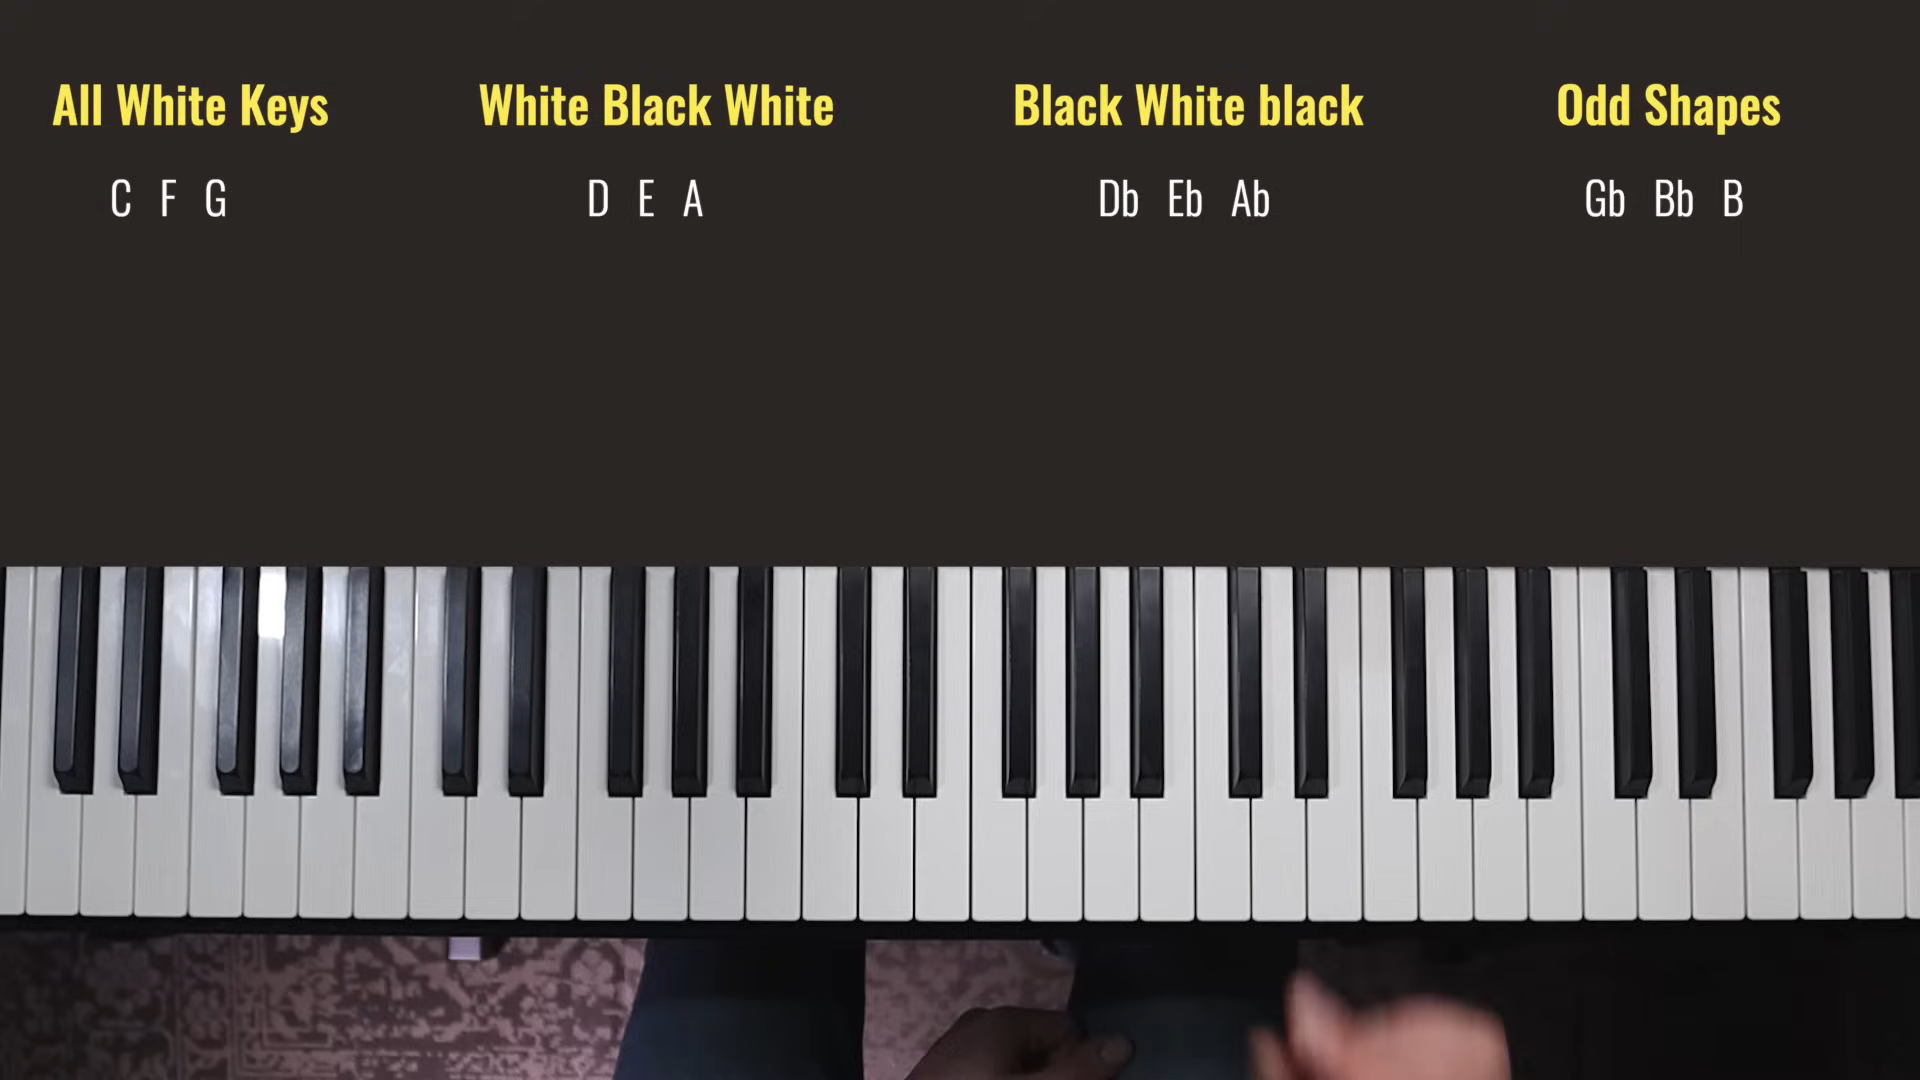 All White Keys White Black White Black White black Odd Shapes
C F G D E A Db Eb Ab Gb Bb B